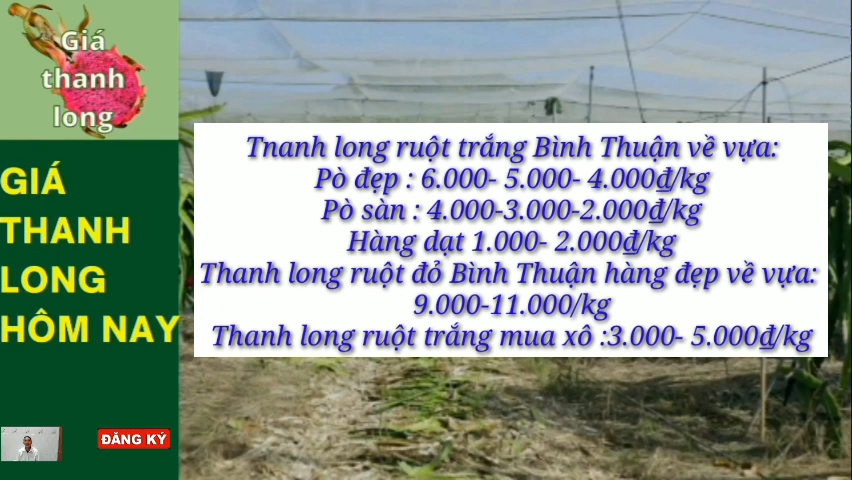 Giá
thanh
long
GIÁ
THANH
LONG
HÔM NAY
ĐĂNG KÝ
Tnanh long ruột trắng Bình Thuận về vựa:
Pò đẹp : 6.000- 5.000- 4.000₫/kg
Pò sàn : 4.000-3.000-2.000₫/kg
Hàng dạt 1.000- 2.000₫/kg
Thanh long ruột đỏ Bình Thuận hàng đẹp về vựa:
9.000-11.000/kg
Thanh long ruột trắng mua xô :3.000- 5.000₫/kg